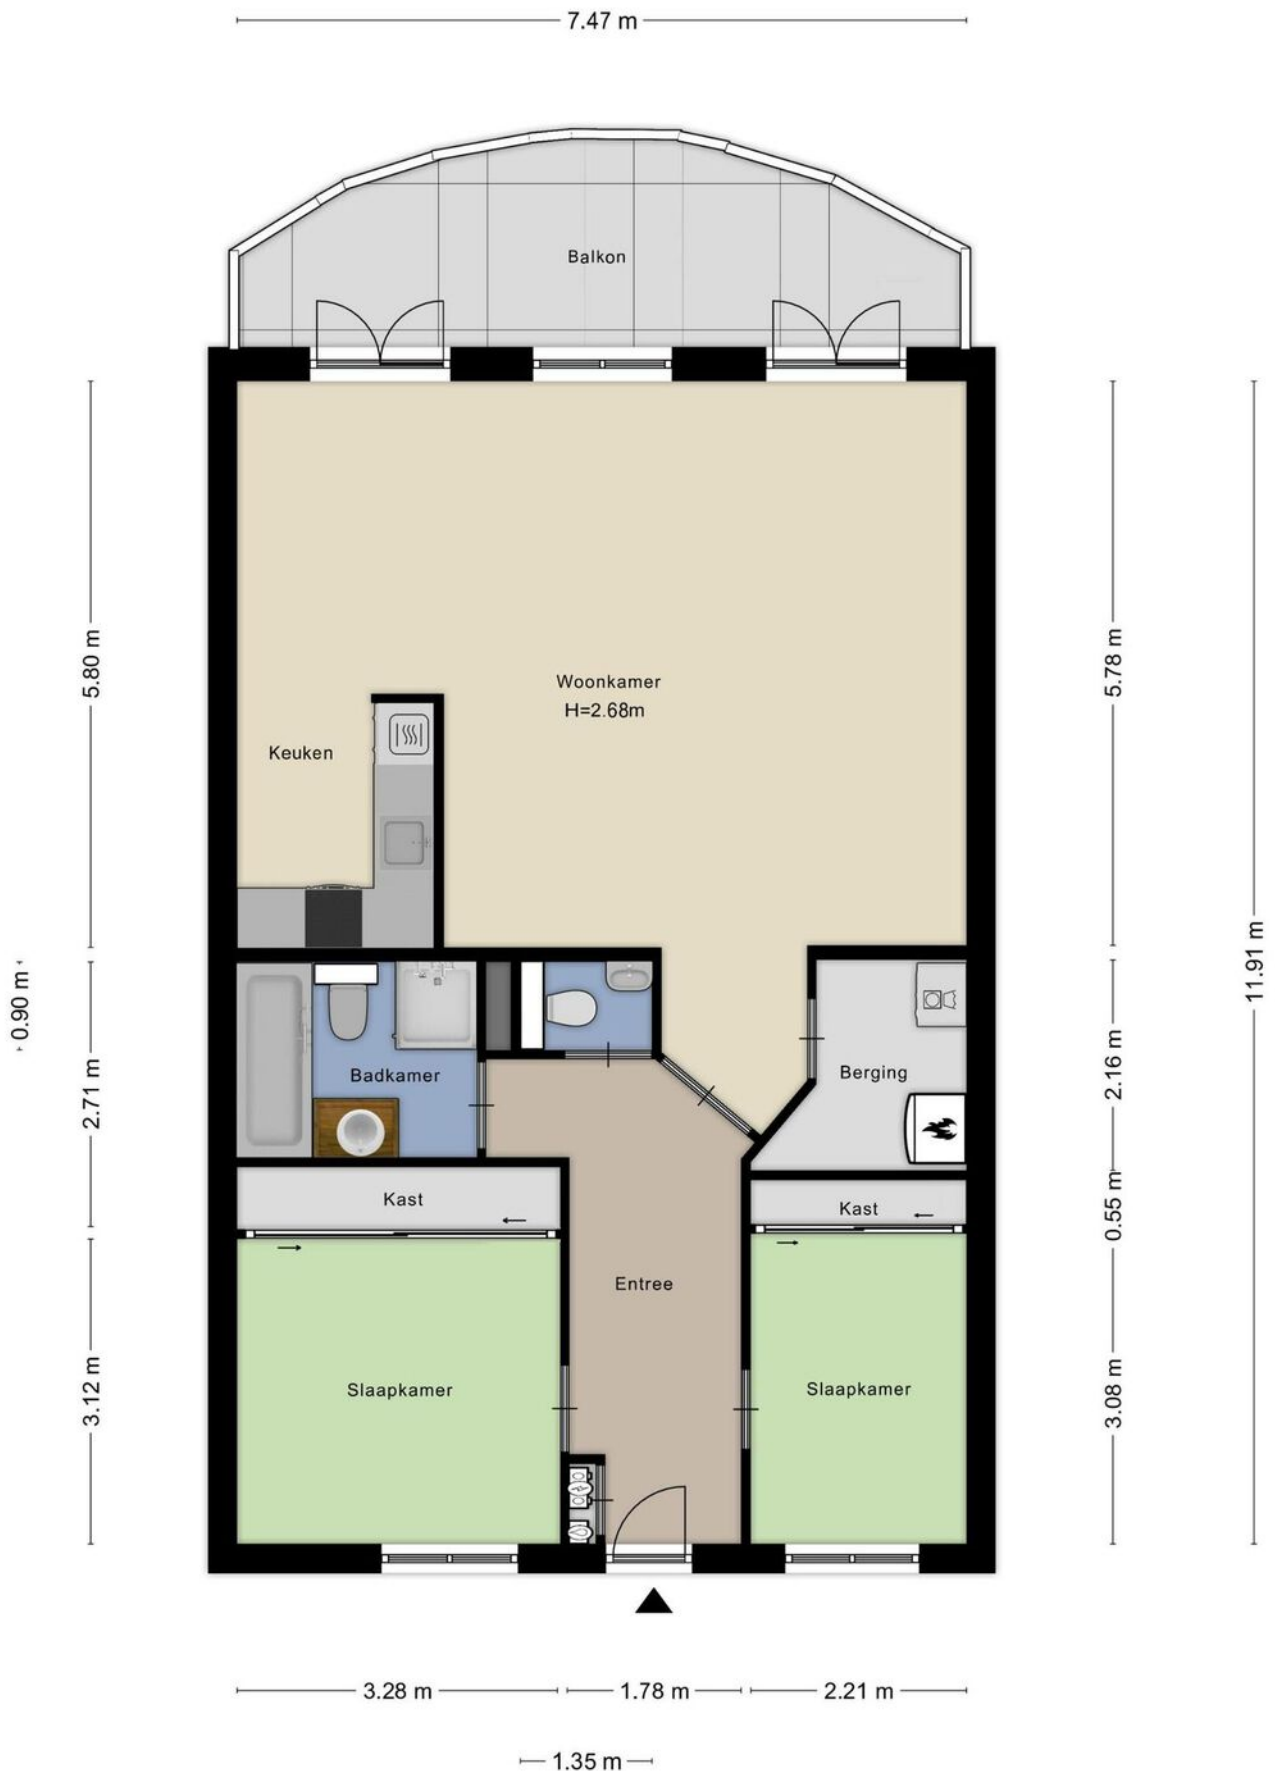 7.47 m
Balkon
Woonkamer
H=2.68m
Keuken
5.80 m
5.78 m
11.91 m
0.90 m
Badkamer
Berging
2.71 m
2.16 m
Kast
Kast
0.55 m
Entree
Slaapkamer
Slaapkamer
3.12 m
3.08 m
3.28 m
1.78 m
2.21 m
1.35 m